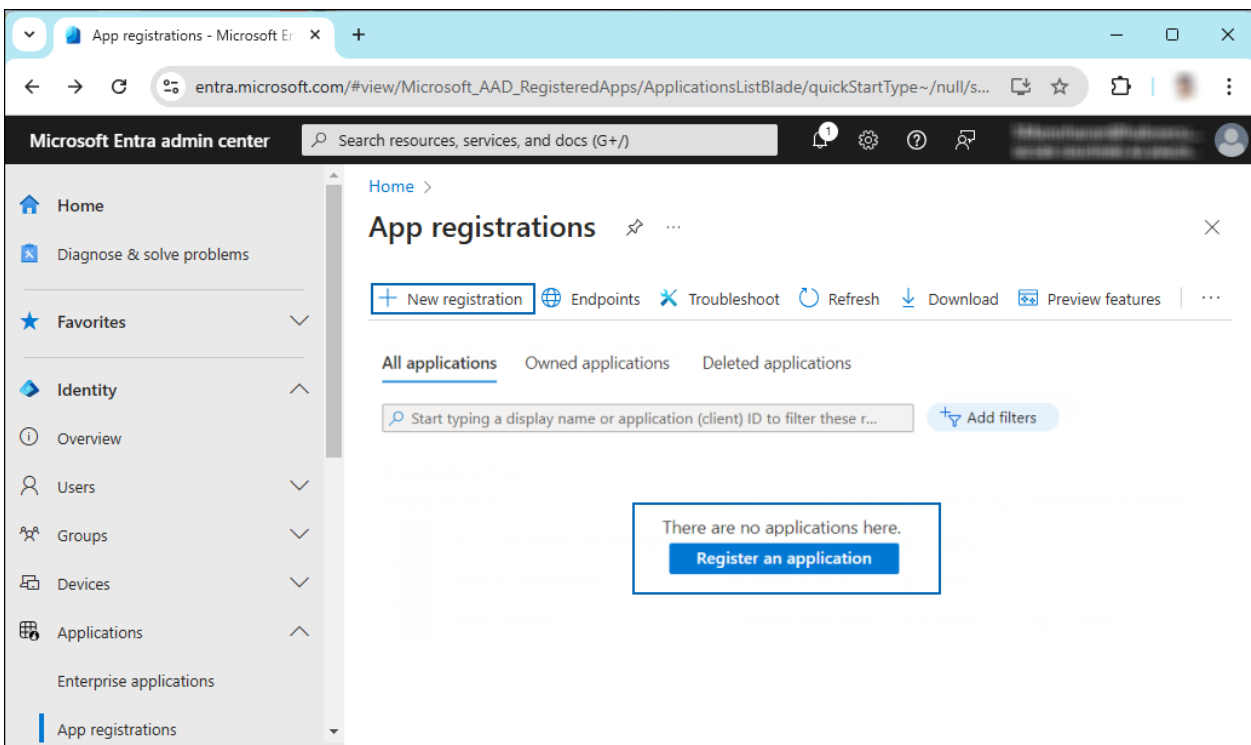 App registrations - Microsoft En
entra.microsoft.com/#view/Microsoft_AAD_RegisteredApps/ApplicationsListBlade/quickStartType~/null/s...
Microsoft Entra admin center
Search resources, services, and docs (G+/)
1
Home
Diagnose & solve problems
Favorites
Identity
Overview
Users
Groups
Devices
Applications
Enterprise applications
App registrations
Home >
App registrations ...
New registration Endpoints Troubleshoot Refresh Download Preview features ...
All applications Owned applications Deleted applications
Start typing a display name or application (client) ID to filter these r... Add filters
There are no applications here.
Register an application